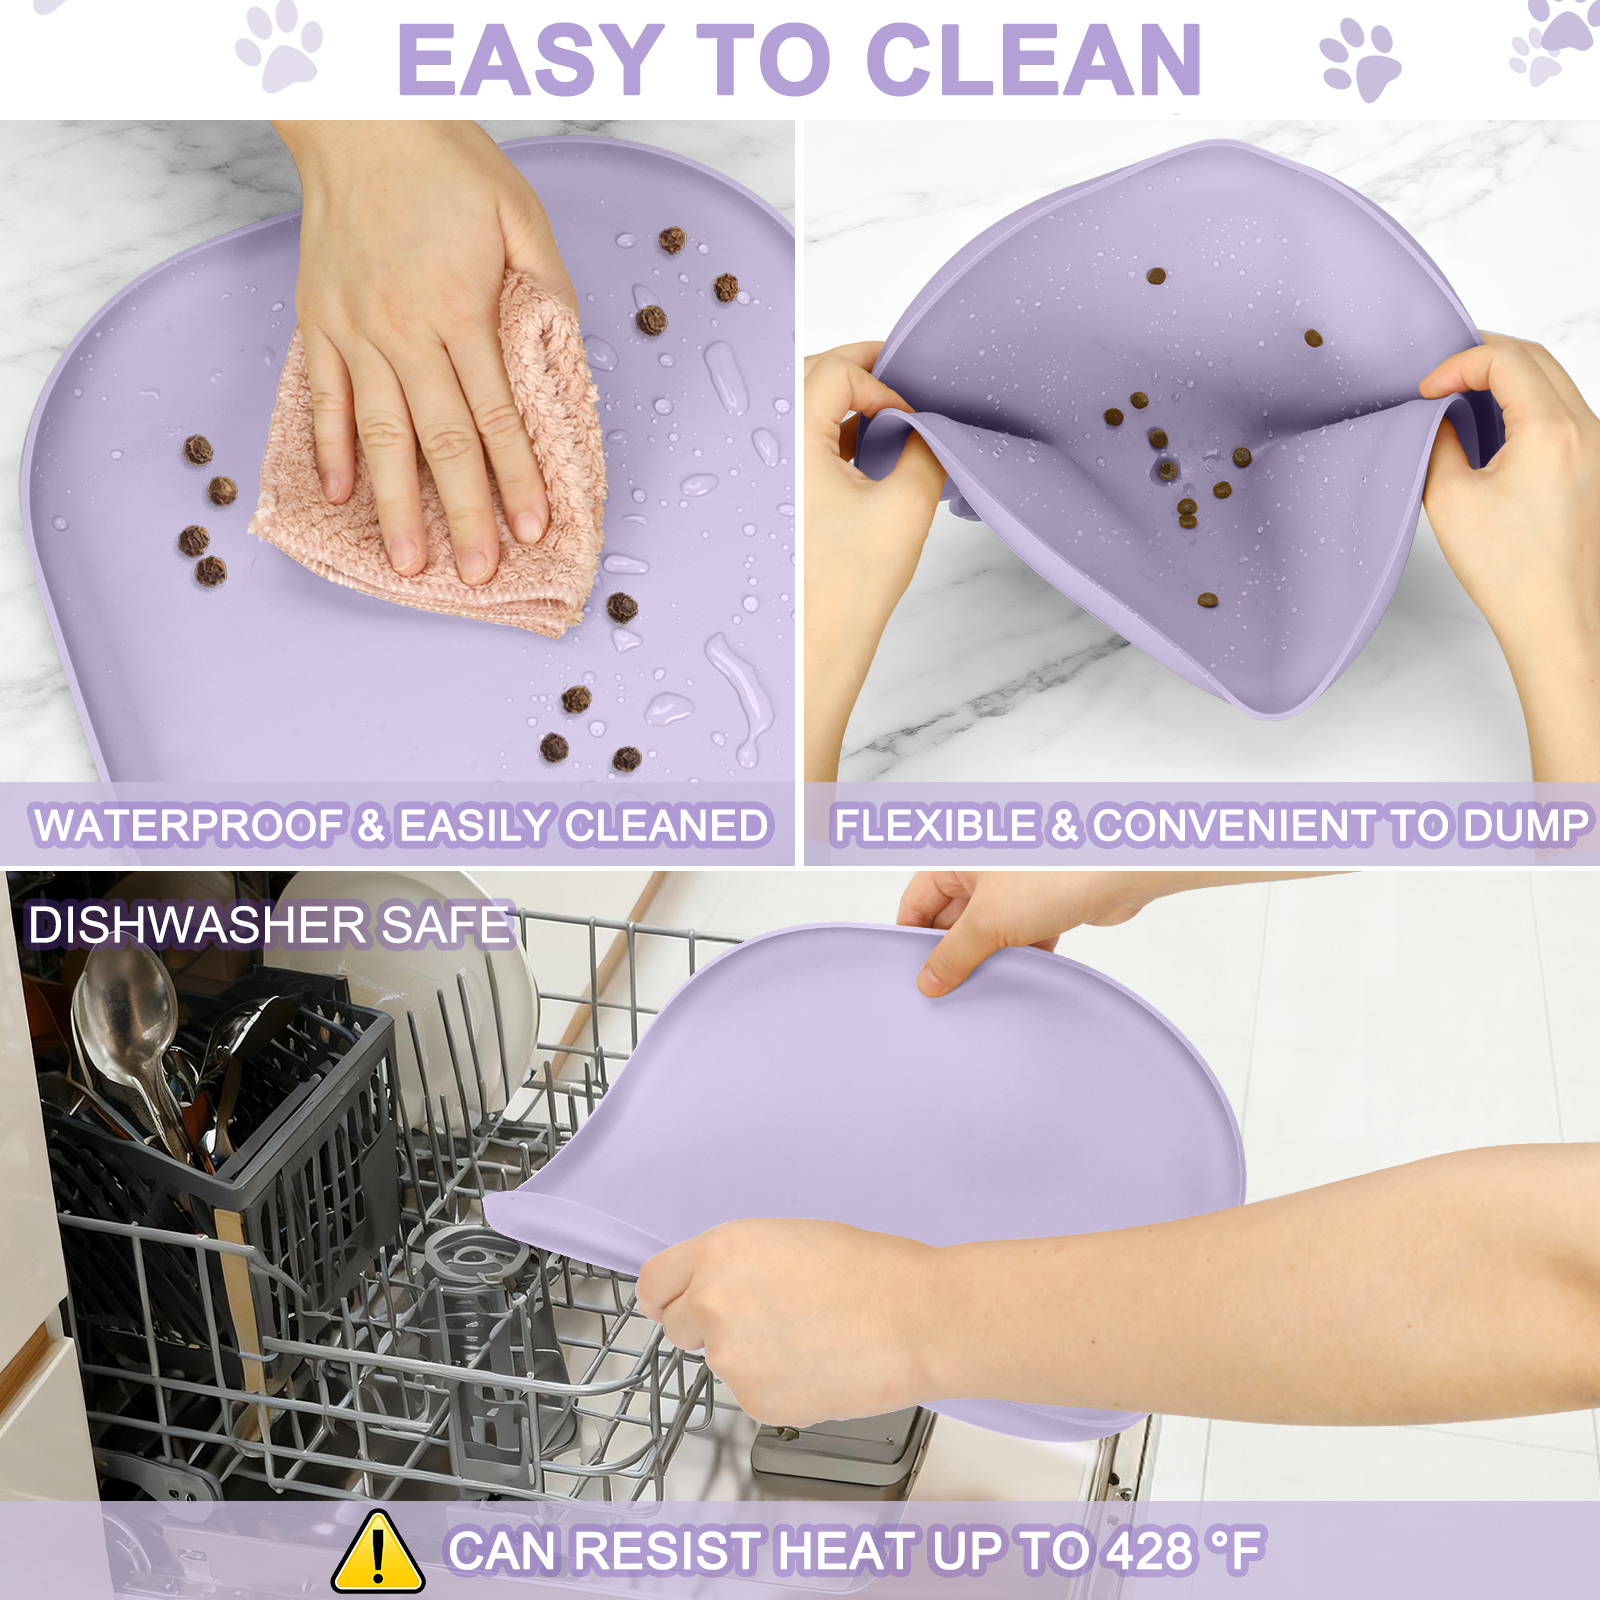 EASY TO CLEAN
WATERPROOF & EASILY CLEANED
FLEXIBLE & CONVENIENT TO DUMP
DISHWASHER SAFE
CAN RESIST HEAT UP TO 428 °F